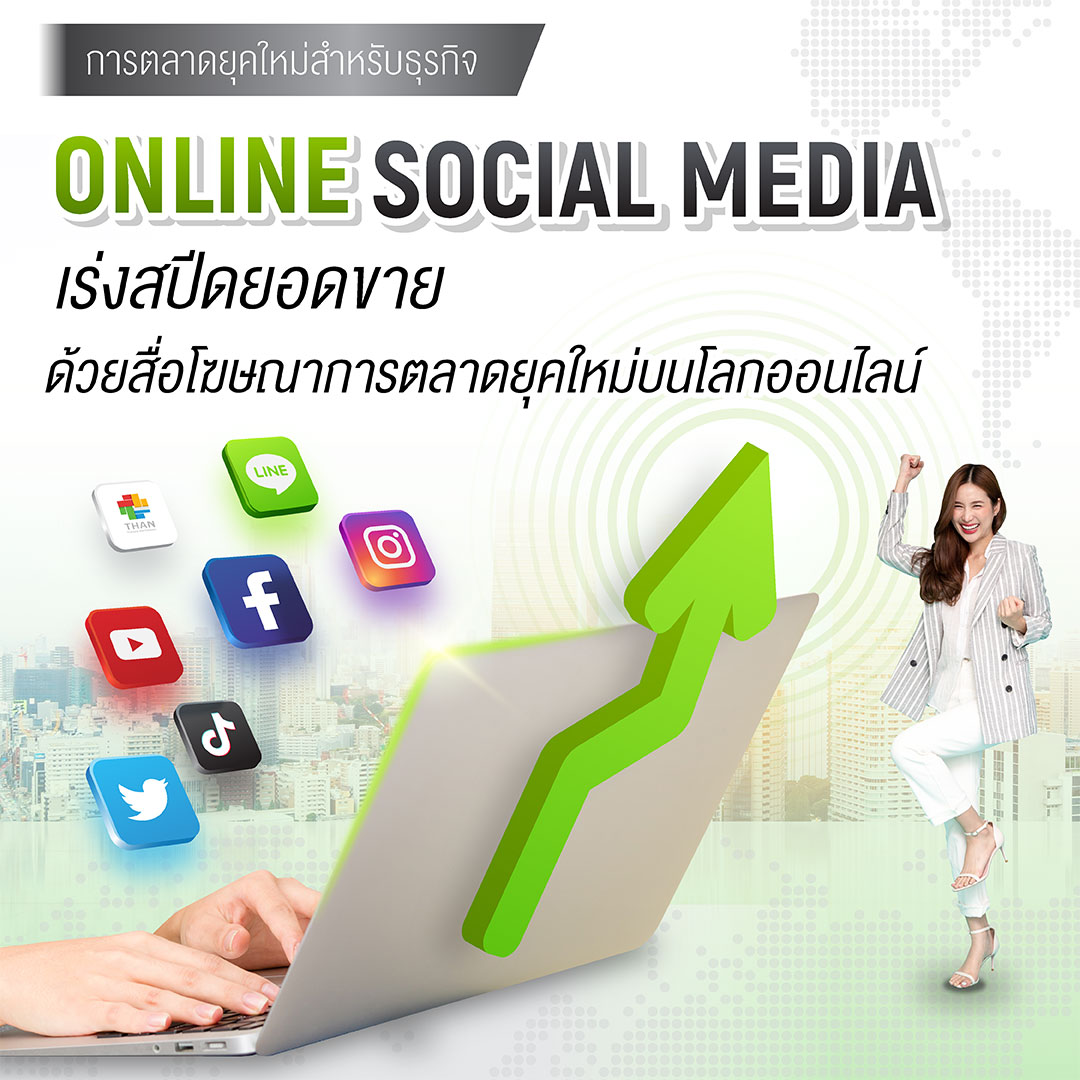 การตลาดยุคใหม่สำหรับธุรกิจ
ONLINE SOCIAL MEDIA
เร่งสปีดยอดขาย
ด้วยสื่อโฆษณาการตลาดยุคใหม่บนโลกออนไลน์
LINE
THAN